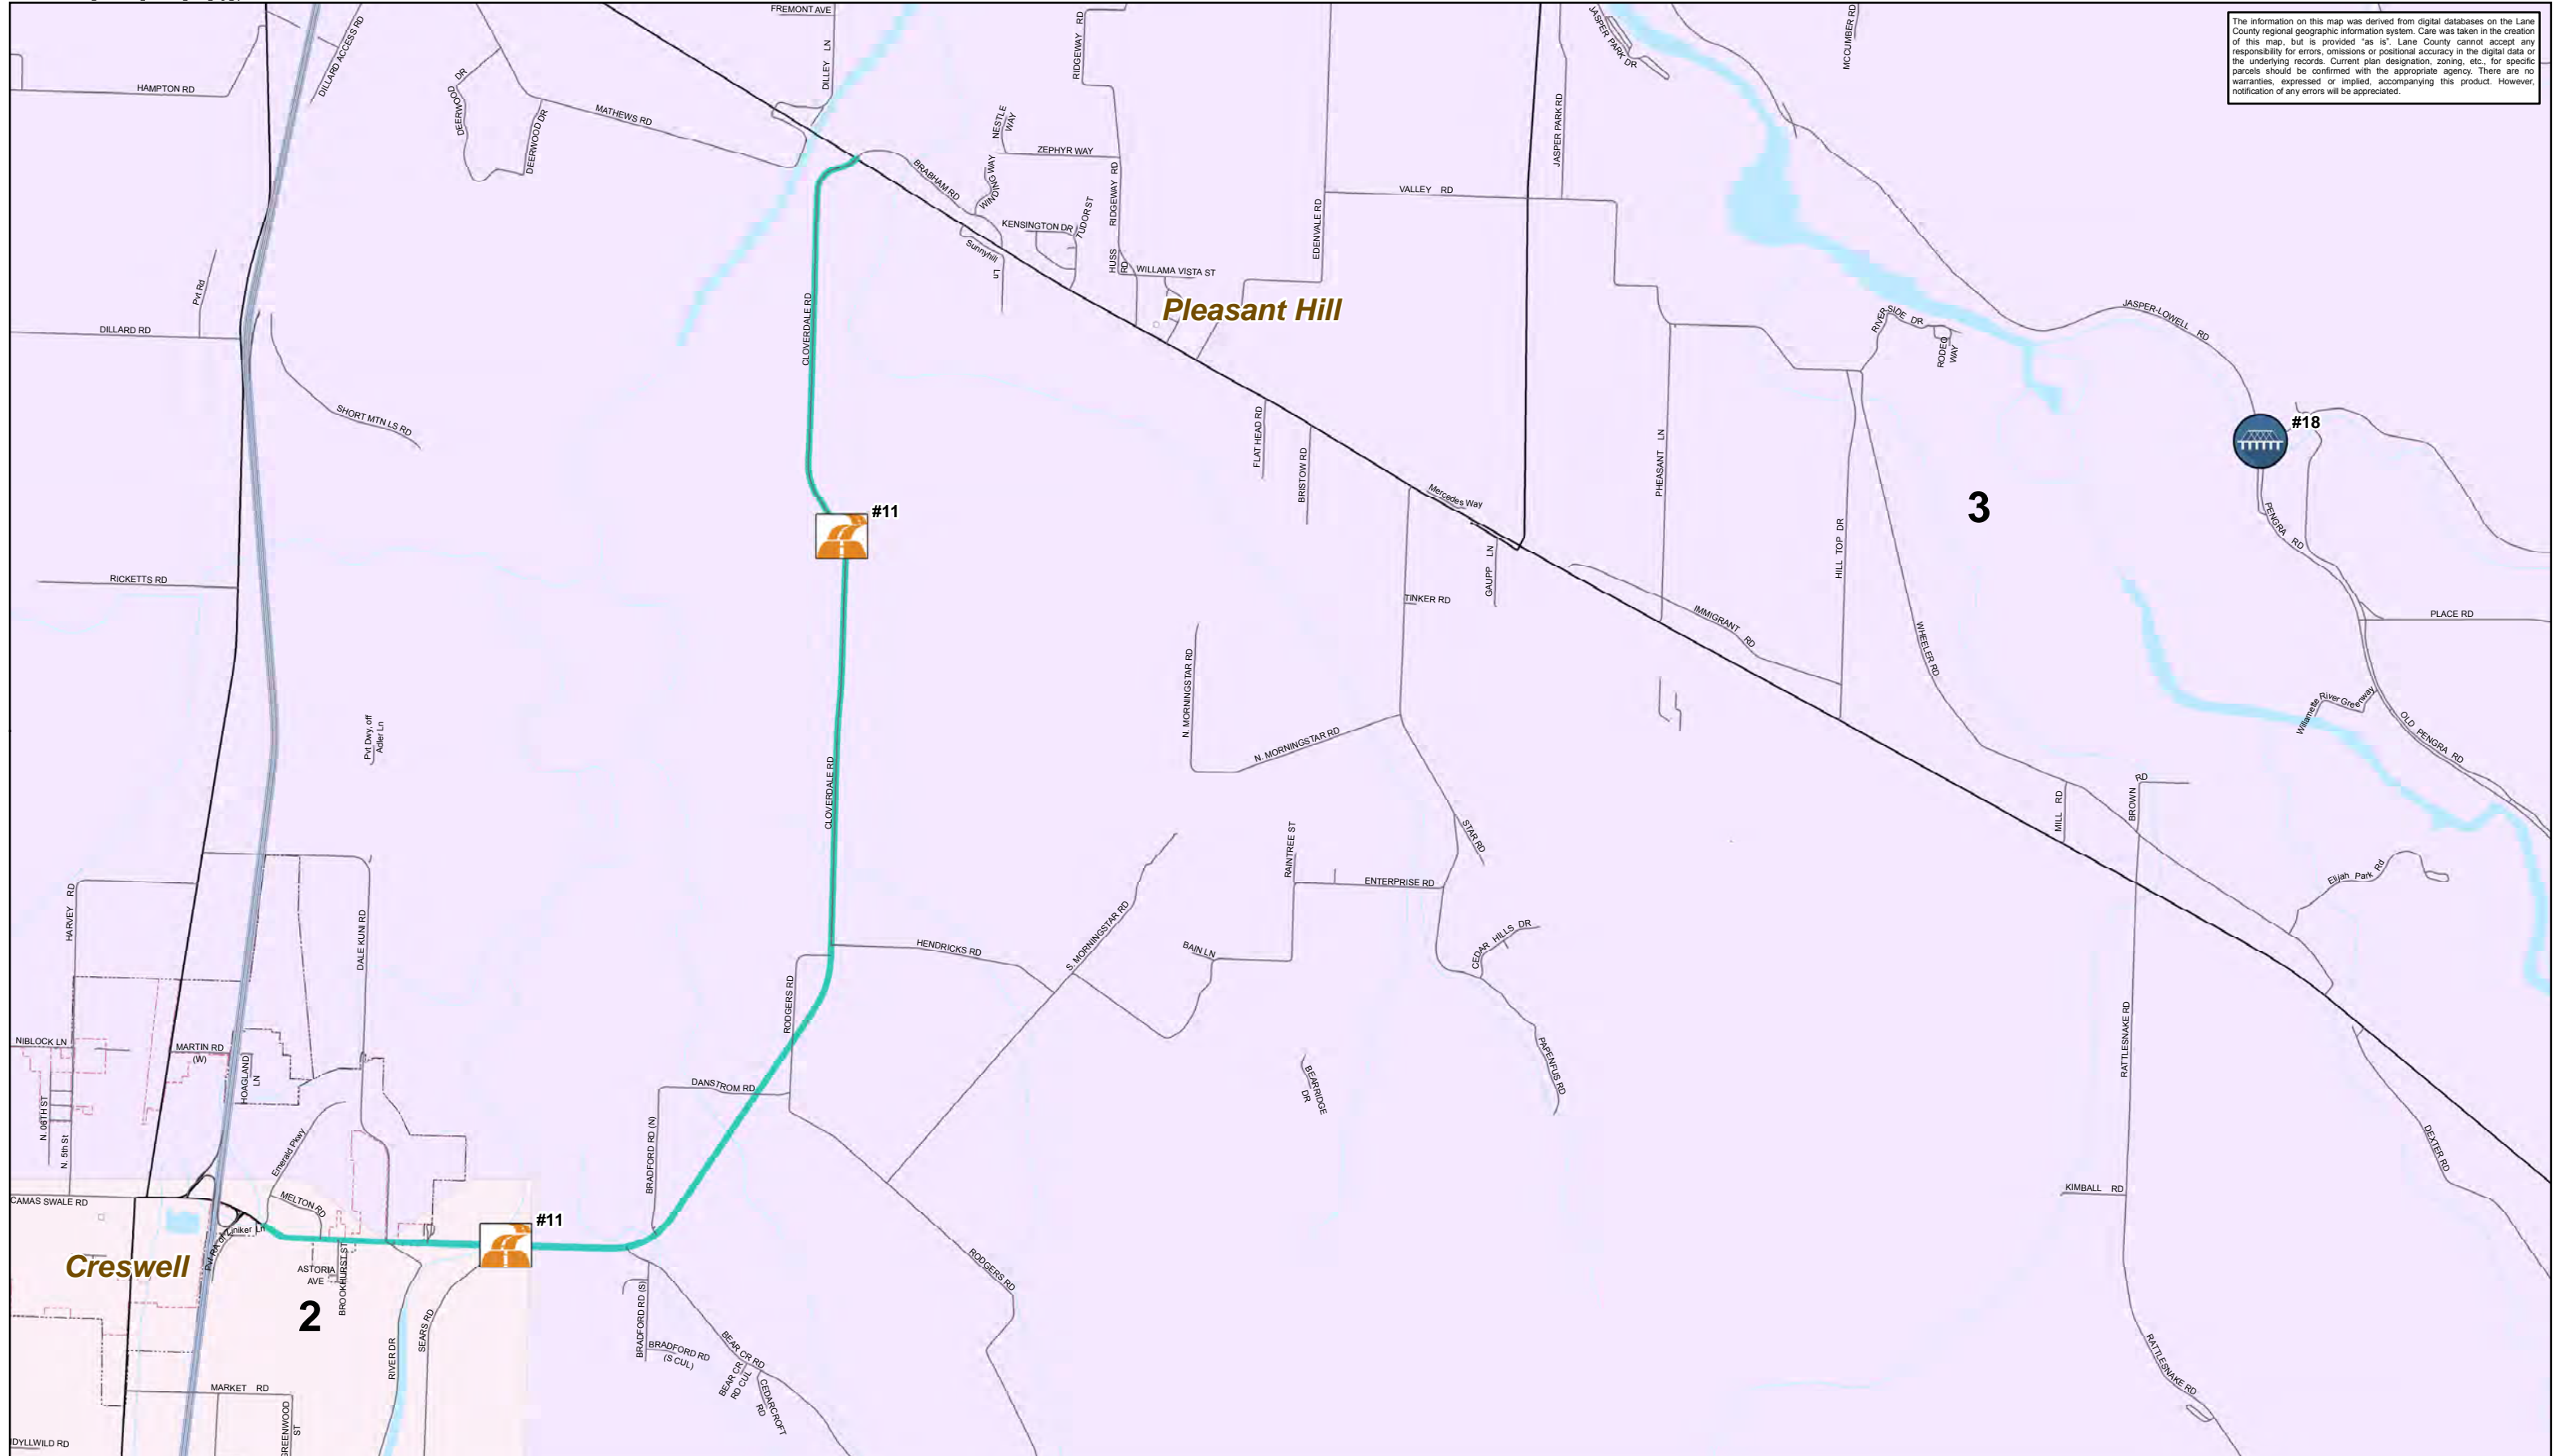 The information on this map was derived from digital databases on the Lane
County regional geographic information system. Care was taken in the creation
of this map, but is provided "as is". Lane County cannot accept any
responsibility for errors, omissions or positional accuracy in the digital data or
the underlying records. Current plan designation, zoning, etc., for specific
parcels should be confirmed with the appropriate agency. There are no
warranties, expressed or implied, accompanying this product. However,
notification of any errors will be appreciated.
FREMONT AVE
DILLEY LN
RIDGEWAY RD
JASPER PARK DR
MCCUMBER RD
DILLARD ACCESS RD
HAMPTON RD
DEERWOOD DR
DEERWOOD DR
MATHEWS RD
NESTLE
WAY
ZEPHYR WAY
JASPER PARK RD
BRABHAM RD
WING WAY
RIDGEWAY RD
VALLEY RD
KENSINGTON DR
TUDOR ST
EDENVALE RD
Sunnyhill
Ln
HUSS
RD
WILLAMA VISTA ST
Pleasant Hill
Pvt Rd
DILLARD RD
CLOVERDALE RD
RIVERSIDE DR
RODEO
WAY
JASPER-LOWELL RD
SHORT MTN LS RD
FLAT HEAD RD
BRISTOW RD
PHEASANT LN
#18
Mercedes Way
3
#11
HILL TOP DR
PENGRA RD
GAUPP LN
RICKETTS RD
TINKER RD
IMMIGRANT RD
PLACE RD
WHEELER RD
N. MORNINGSTAR RD
N. MORNINGSTAR RD
Willamette River Greenway
OLD PENGRA RD
Pvt Dwy, off
Adler Ln
CLOVERDALE RD
MILL RD
BROWN RD
STAR RD
RAINTREE ST
ENTERPRISE RD
Elijah Park Rd
HARVEY RD
DALE KUNI RD
HENDRICKS RD
S. MORNINGSTAR RD
BAIN LN
CEDAR HILLS DR
RODGERS RD
NIBLOCK LN
MARTIN RD
(W)
HOAGLAND
LN
RATTLESNAKE RD
PAPENFUS RD
BEARRIDGE
DR
DANSTROM RD
N. 06TH ST
N. 5th St
BRADFORD RD (N)
Emerald Pkwy
DEXTER RD
KIMBALL RD
CAMAS SWALE RD
MELTON RD
#11
Creswell
ASTORIA
AVE
BROOKHURST ST
2
RIVER DR
SEARS RD
BRADFORD RD (S)
BRADFORD RD
(S CUL)
BEAR CR RD
BEAR CR
RD CUL
CEDARCROFT
RD
RODGERS RD
RATTLESNAKE RD
MARKET RD
GREENWOOD
ST
IDYLLWILD RD